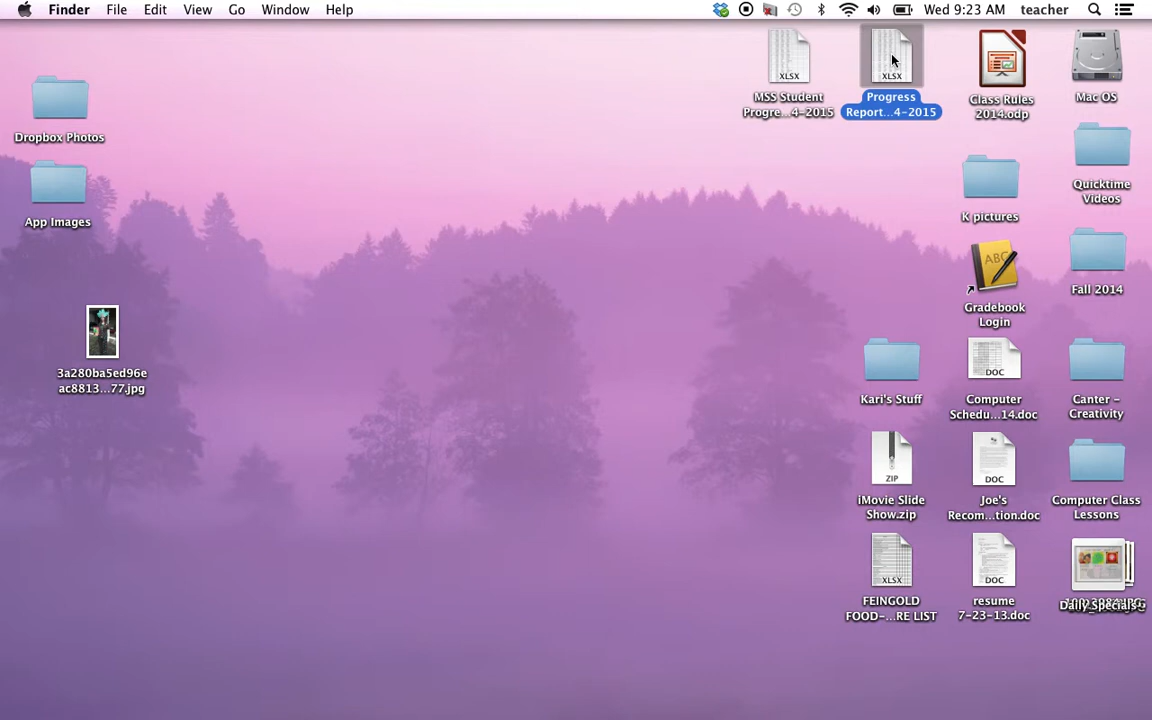 Finder File Edit View Go Window Help
Wed 9:23 AM teacher
XLSX
MSS Student
Progre...4-2015
XLSX
Progress
Report...4-2015
Class Rules
2014.odp
Mac OS
Dropbox Photos
Quicktime
Videos
App Images
K pictures
ABC
Gradebook
Login
Fall 2014
3a280ba5ed96e
ac8813...77.jpg
Kari's Stuff
DOC
Computer
Schedu...14.doc
Canter -
Creativity
ZIP
iMovie Slide
Show.zip
DOC
Joe's
Recom...tion.doc
Computer Class
Lessons
XLSX
FEINGOLD
FOOD-...RE LIST
DOC
resume
7-23-13.doc
Daily Specials